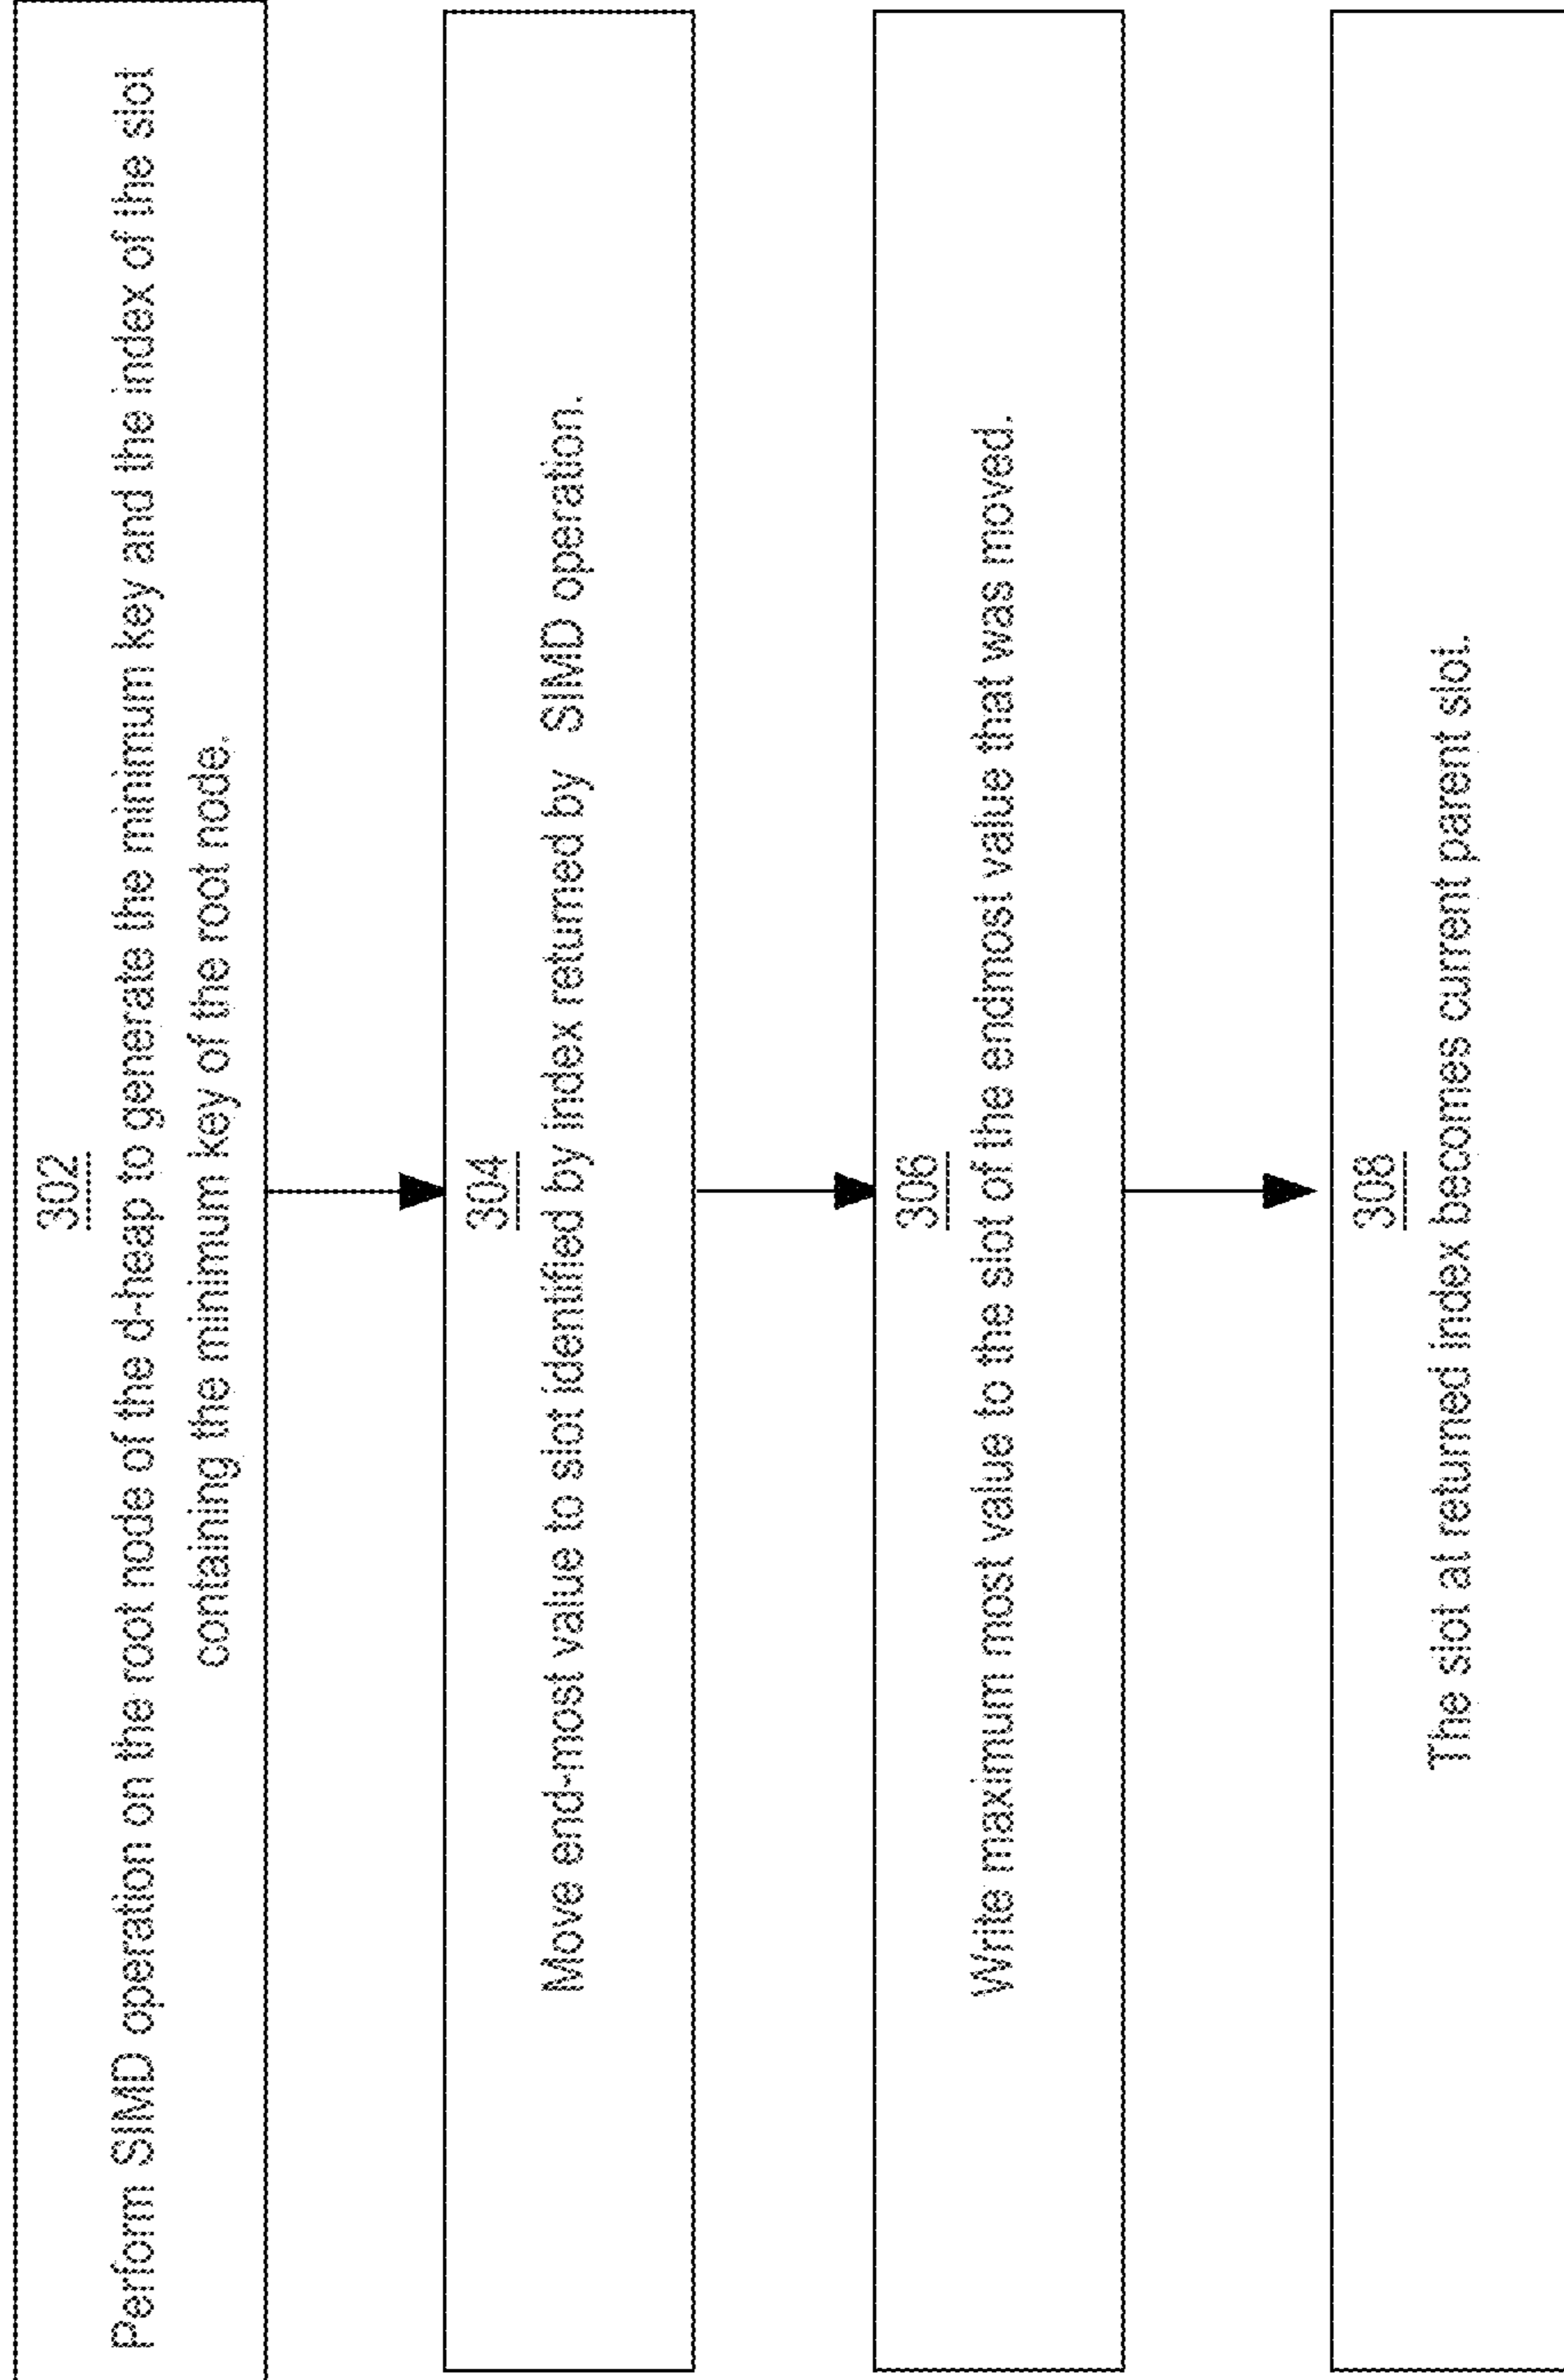 302
Perform SIMD operation on the root node of the d-heap to generate the minimum key and the index of the slot
containing the minimum key of the root node.
304
Move end-most value to slot identified by index returned by SIMD operation.
306
Write maximum most value to the slot of the endmost value that was moved.
308
The slot at returned index becomes current parent slot.